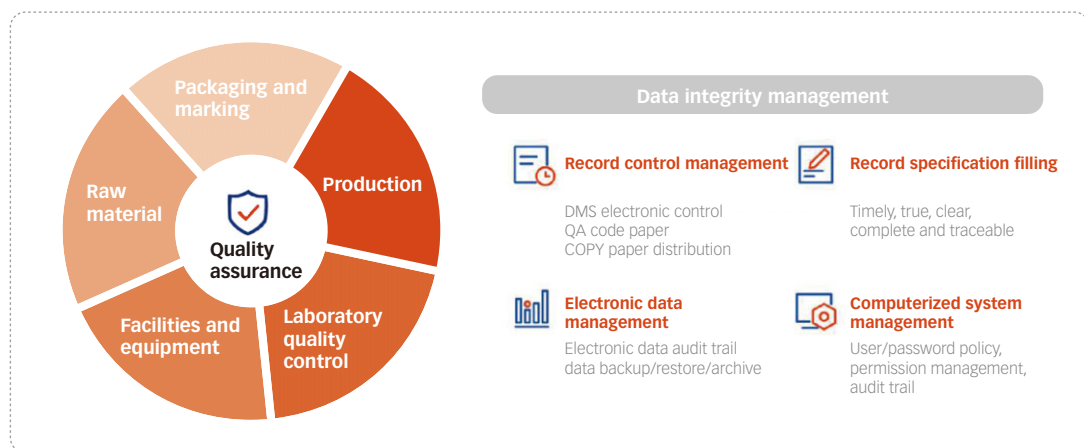 Packaging and
marking
Production
Raw
material
Quality
assurance
Facilities and
equipment
Laboratory
quality
control
Data integrity management
Record control management
DMS electronic control
QA code paper
COPY paper distribution
Record specification filling
Timely, true, clear,
complete and traceable
Electronic data
management
Electronic data audit trail
data backup/restore/archive
Computerized system
management
User/password policy,
permission management,
audit trail